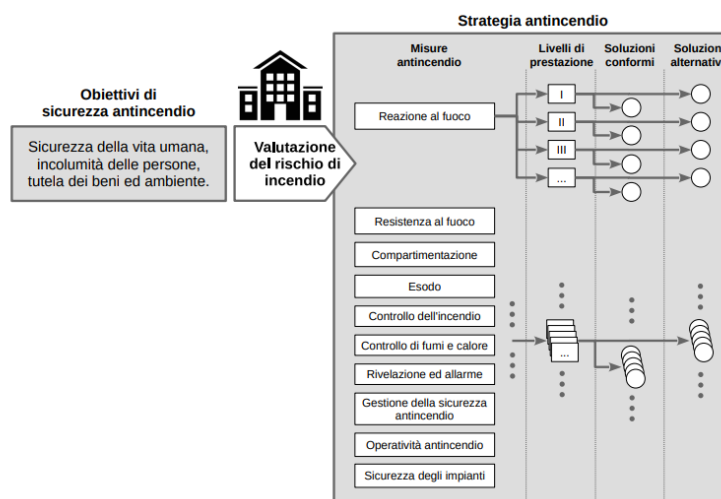 Strategia antincendio
Misure
antincendio
Livelli di
prestazione
Soluzioni
conformi
Soluzion
alternativ
Obiettivi di
sicurezza antincendio
Sicurezza della vita umana,
incolumità delle persone,
tutela dei beni ed ambiente.
Valutazione
del rischio di
incendio
Reazione al fuoco
I
II
III
...
Resistenza al fuoco
Compartimentazione
Esodo
Controllo dell'incendio
Controllo di fumi e calore
...
Rivelazione ed allarme
Gestione della sicurezza
antincendio
Operatività antincendio
Sicurezza degli impianti